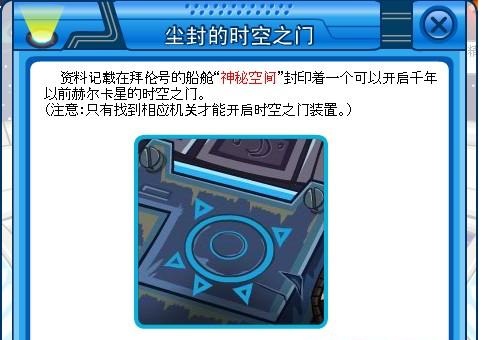 尘封的时空之门
资料记载在拜伦号的船舱“神秘空间”封印着一个可以开启千年
以前赫尔卡星的时空之门。
(注意:只有找到相应机关才能开启时空之门装置。)